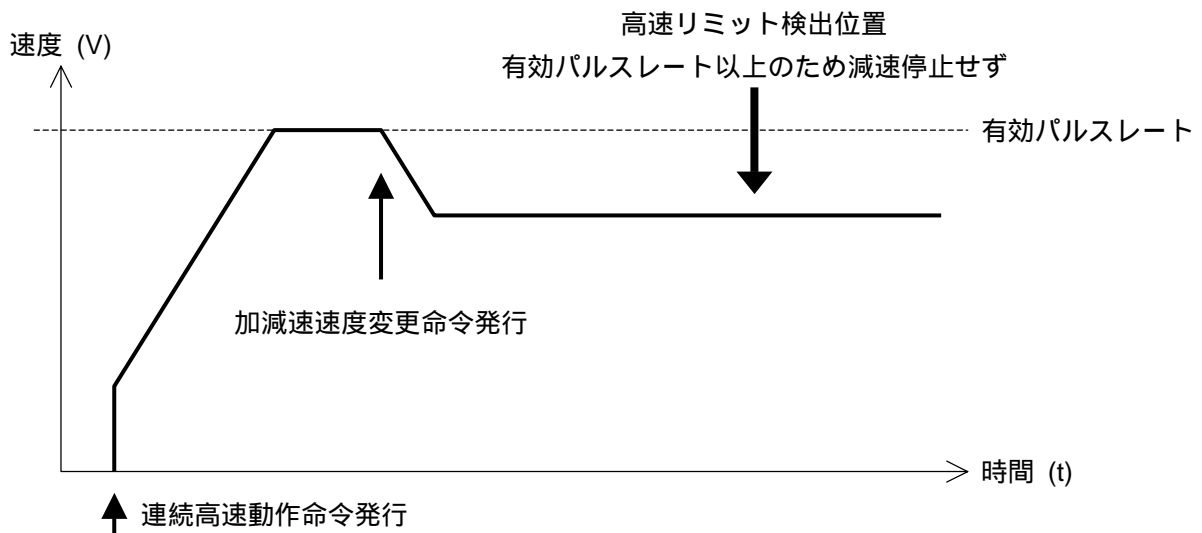 高速リミット検出位置
速度 (V)
有効パルスレート以上のため減速停止せず
有効パルスレート
加減速速度変更命令発行
時間 (t)
連続高速動作命令発行